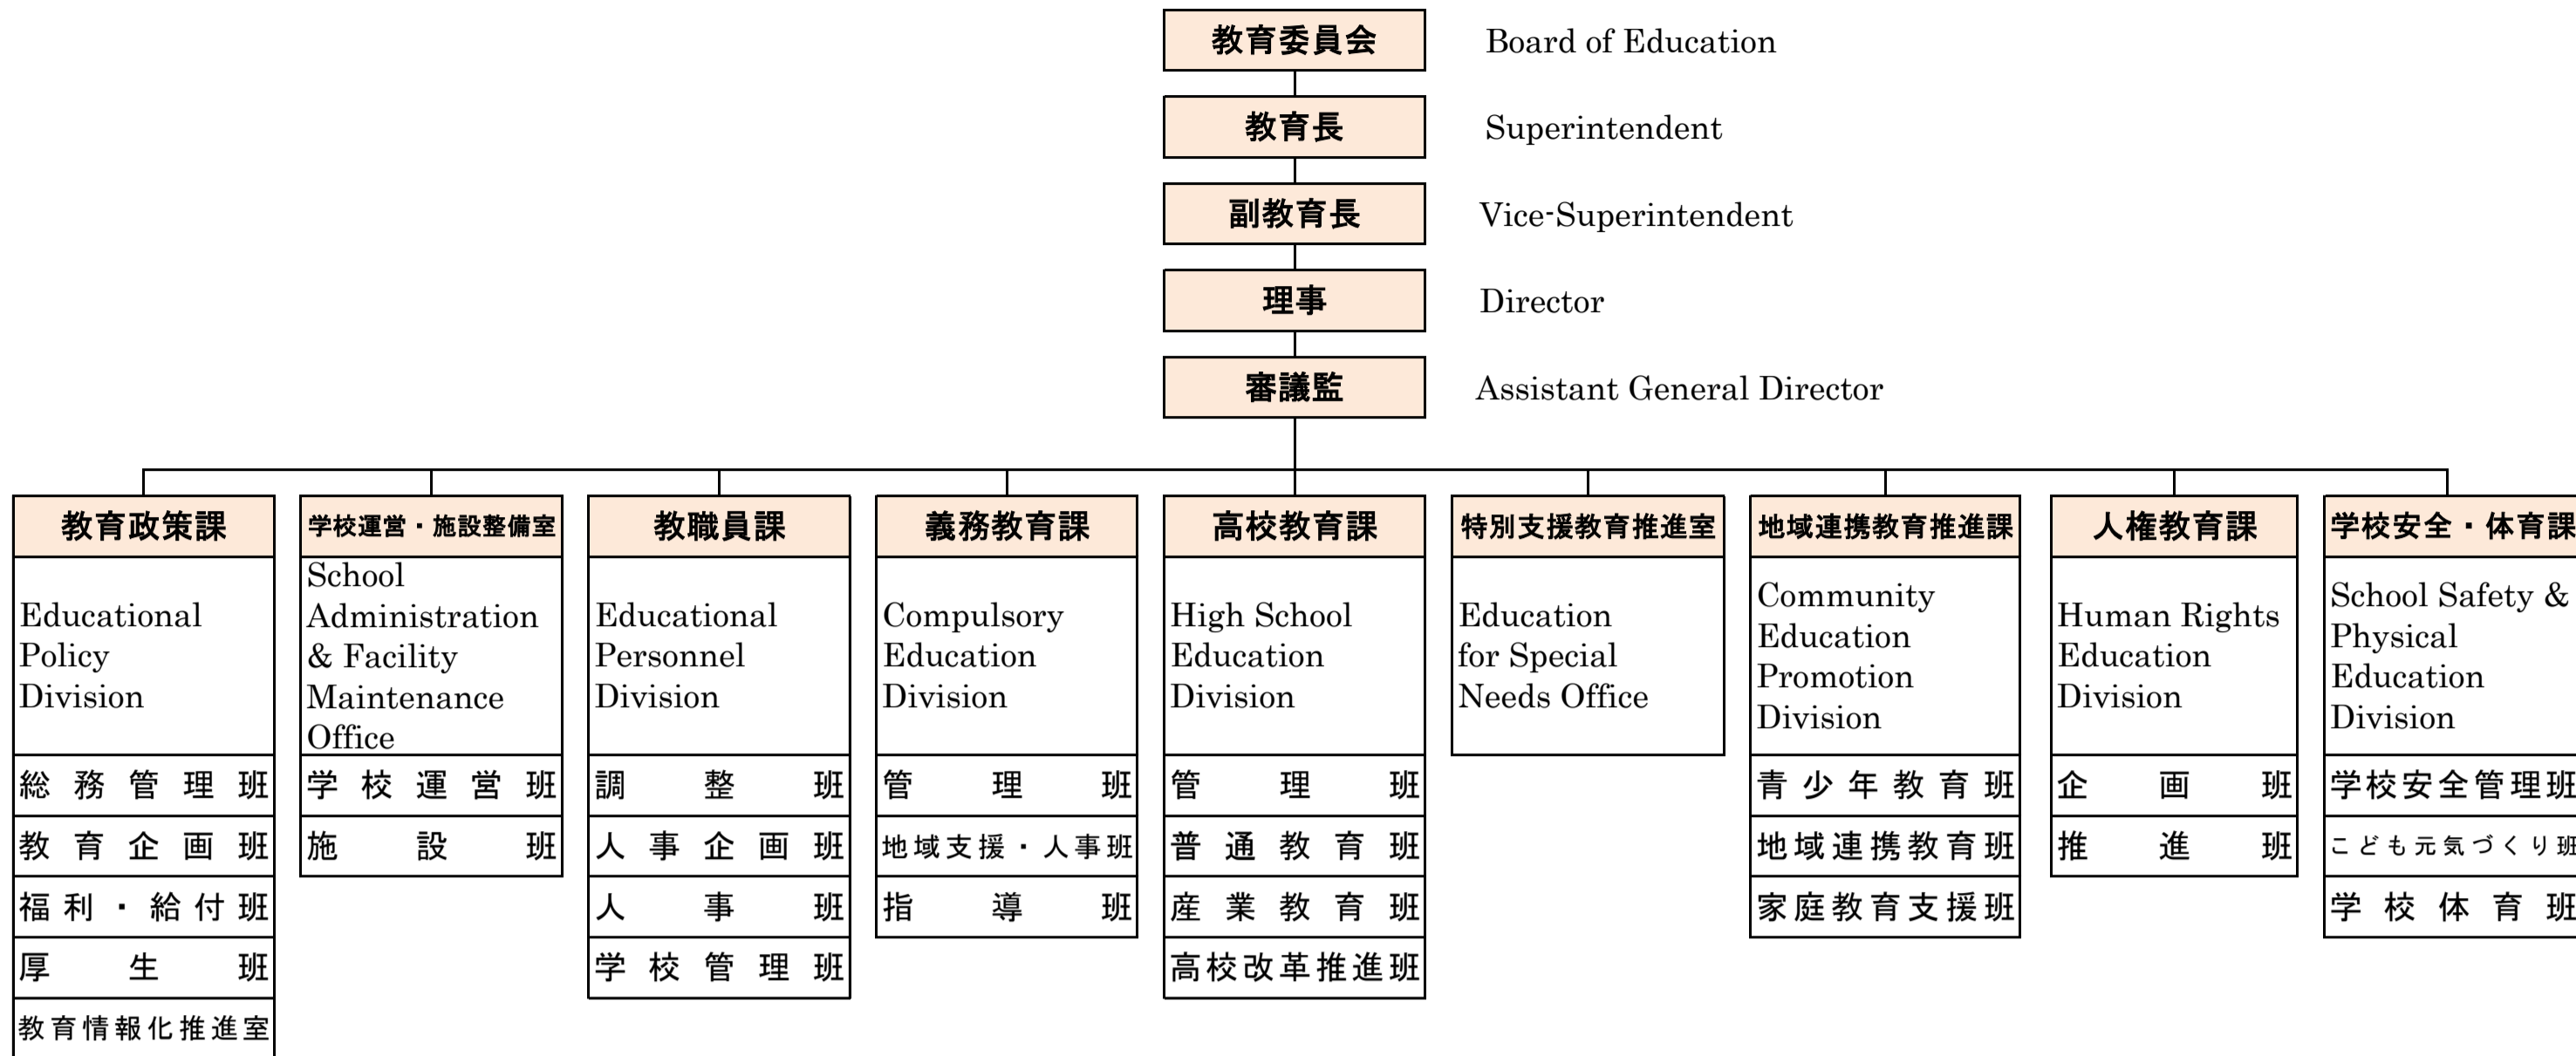 教育委員会 Board of Education
教育長 Superintendent
副教育長 Vice-Superintendent
理事 Director
審議監 Assistant General Director
教育政策課
Educational
Policy
Division
総務管理班
教育企画班
福利・給付班
厚生班
教育情報化推進室
学校運営・施設整備室
School
Administration
& Facility
Maintenance
Office
学校運営班
施設班
教職員課
Educational
Personnel
Division
調整班
人事企画班
人事班
学校管理班
義務教育課
Compulsory
Education
Division
管理班
地域支援・人事班
指導班
高校教育課
High School
Education
Division
管理班
普通教育班
産業教育班
高校改革推進班
特別支援教育推進室
Education
for Special
Needs Office
地域連携教育推進課
Community
Education
Promotion
Division
青少年教育班
地域連携教育班
家庭教育支援班
人権教育課
Human Rights
Education
Division
企画班
推進班
学校安全・体育課
School Safety &
Physical
Education
Division
学校安全管理班
こども元気づくり班
学校体育班